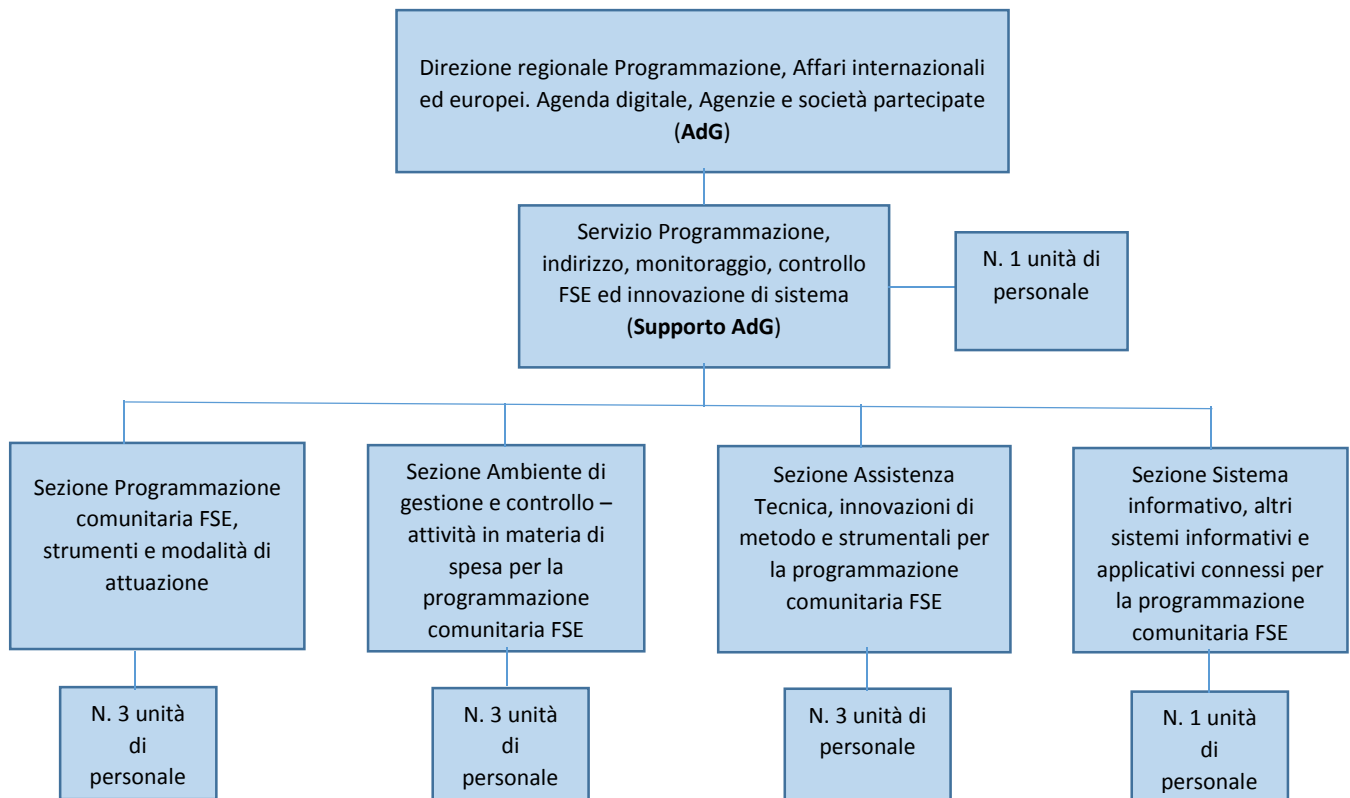 Direzione regionale Programmazione, Affari internazionali
ed europei. Agenda digitale, Agenzie e società partecipate
(AdG)
Servizio Programmazione,
indirizzo, monitoraggio, controllo
FSE ed innovazione di sistema
(Supporto AdG)
N. 1 unità di
personale
Sezione Programmazione
comunitaria FSE,
strumenti e modalità di
attuazione
Sezione Ambiente di
gestione e controllo –
attività in materia di
spesa per la
programmazione
comunitaria FSE
Sezione Assistenza
Tecnica, innovazioni di
metodo e strumentali per
la programmazione
comunitaria FSE
Sezione Sistema
informativo, altri
sistemi informativi e
applicativi connessi per
la programmazione
comunitaria FSE
N. 3 unità
di
personale
N. 3 unità
di
personale
N. 3 unità di
personale
N. 1 unità
di
personale